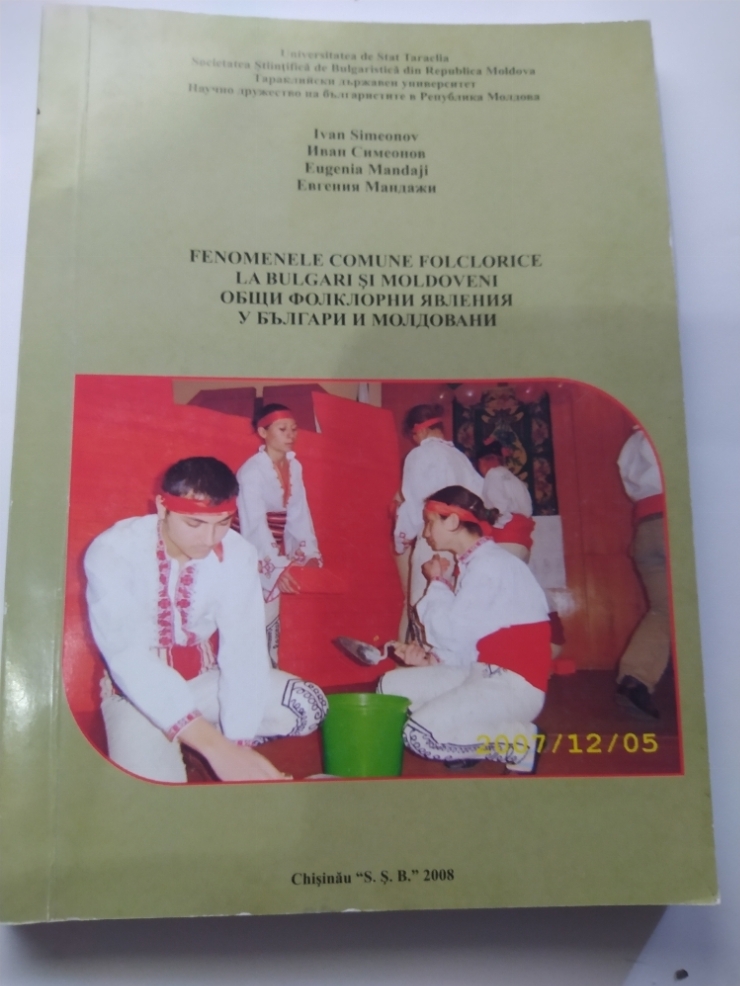 Universitatea de Stat Taraclia
Societatea Științifică de Bulgaristică din Republica Moldova
Тараклийски държавен университет
Научно дружество на българистите в Република Молдова
Ivan Simeonov
Иван Симеонов
Eugenia Mandaji
Евгения Мандажи
FENOMENELE COMUNE FOLCLORICE
LA BULGARI ŞI MOLDOVENI
ОБЩИ ФОЛКЛОРНИ ЯВЛЕНИЯ
У БЪЛГАРИ И МОЛДОВАНИ
2007/12/05
Chişinău “S. Ş. B.” 2008